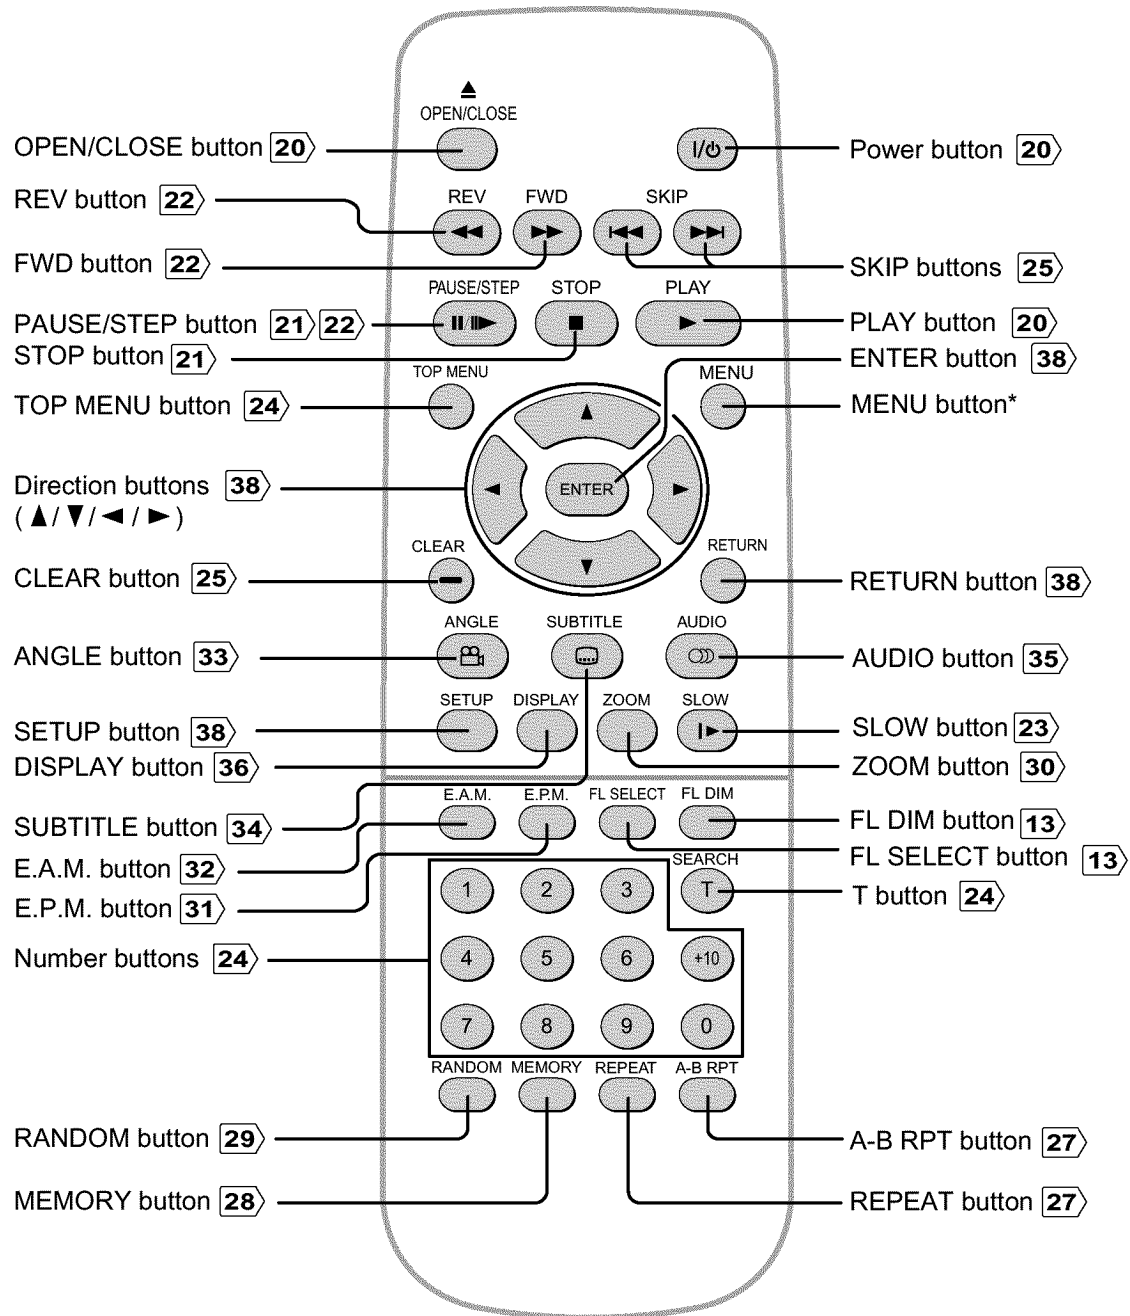 OPEN/CLOSE
OPEN/CLOSE button 20
I/⏻
Power button 20
REV FWD SKIP
REV button 22
FWD button 22
SKIP buttons 25
PAUSE/STEP STOP PLAY
PAUSE/STEP button 21 22
PLAY button 20
STOP button 21
ENTER button 38
TOP MENU MENU
TOP MENU button 24
MENU button*
Direction buttons 38
(▲/▼/◄/►)
ENTER
CLEAR RETURN
CLEAR button 25
RETURN button 38
ANGLE SUBTITLE AUDIO
ANGLE button 33
AUDIO button 35
SETUP DISPLAY ZOOM SLOW
SETUP button 38
SLOW button 23
DISPLAY button 36
ZOOM button 30
E.A.M. E.P.M. FL SELECT FL DIM
SUBTITLE button 34
FL DIM button 13
E.A.M. button 32
FL SELECT button 13
SEARCH
1 2 3 T
T button 24
E.P.M. button 31
Number buttons 24
4 5 6 +10
7 8 9 0
RANDOM MEMORY REPEAT A-B RPT
RANDOM button 29
A-B RPT button 27
MEMORY button 28
REPEAT button 27